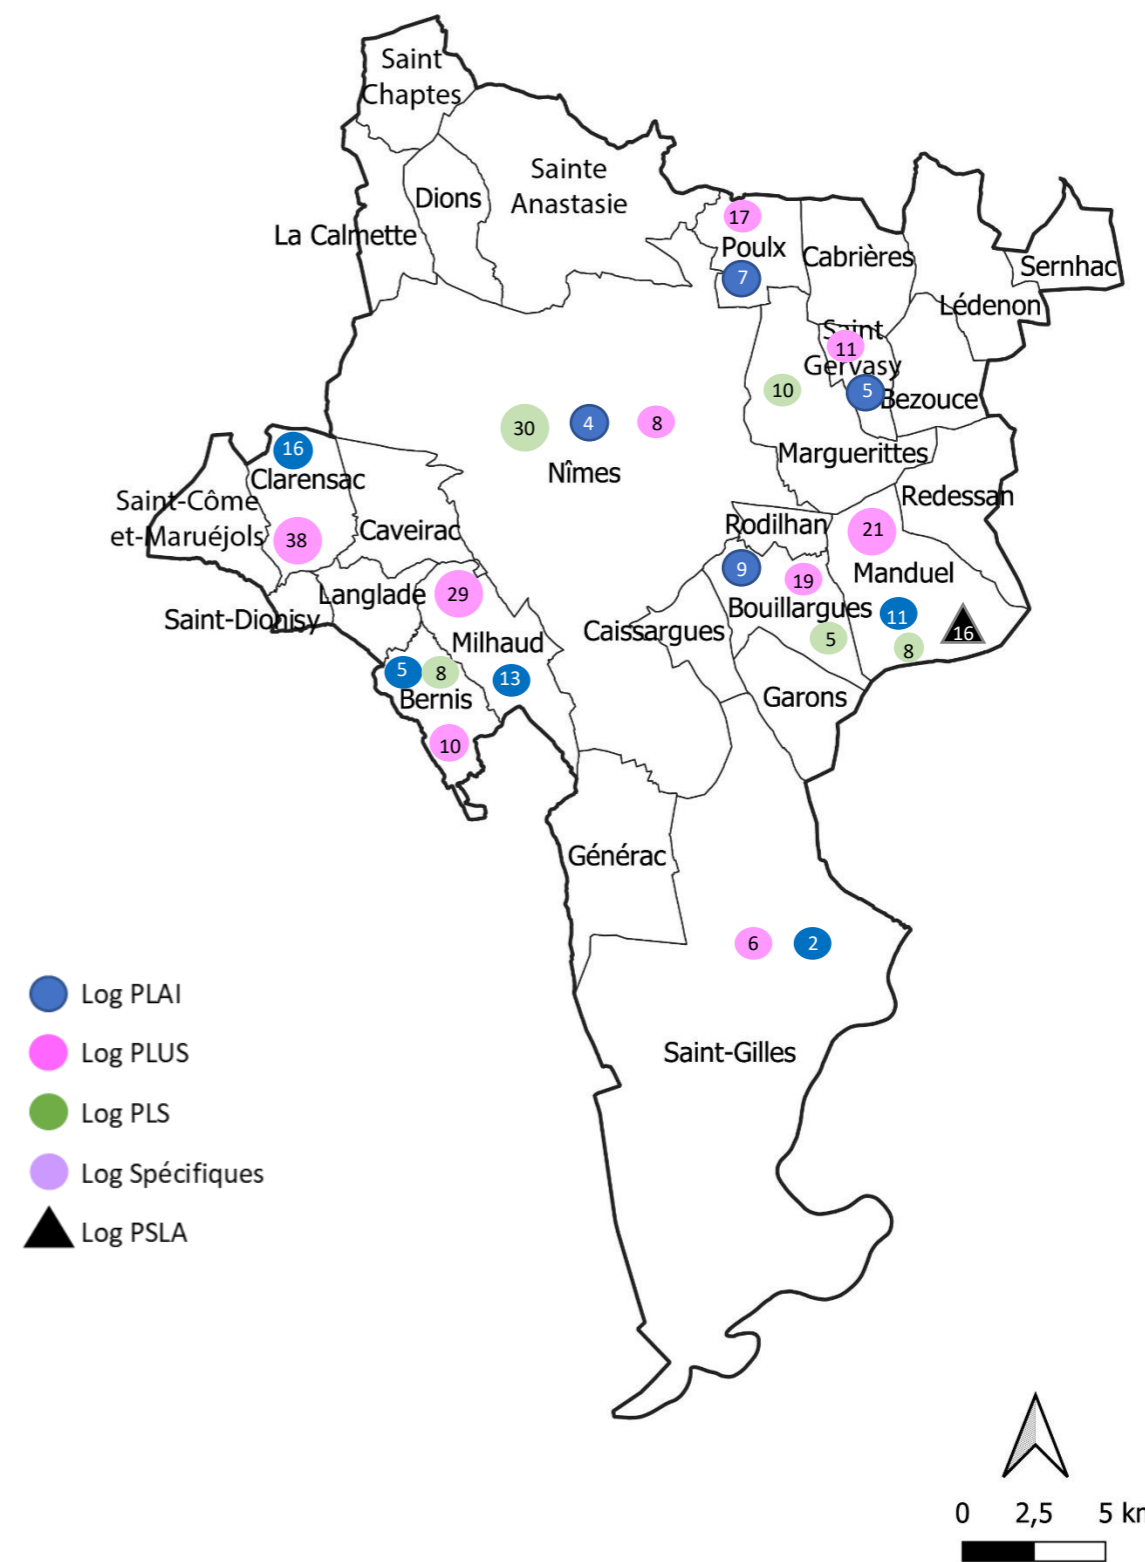 Saint
Chaptes
Sainte
Anastasie
Dions
La Calmette
17
Poulx
7
Cabrières
Sernhac
Lédenon
Saint
11
Gervasy
5
Bezouce
10
Marguerittes
30
4
8
Nîmes
16
Clarensac
Saint-Côme
et-Maruéjols
38
Caveirac
Redessan
Rodilhan
21
Manduel
9
19
Bouillargues
5
11
8
16
Langlade
29
Saint-Dionisy
Milhaud
Caissargues
5
8
13
Bernis
10
Garons
Générac
6
2
Saint-Gilles
Log PLAI
Log PLUS
Log PLS
Log Spécifiques
Log PSLA
0 2,5 5 km